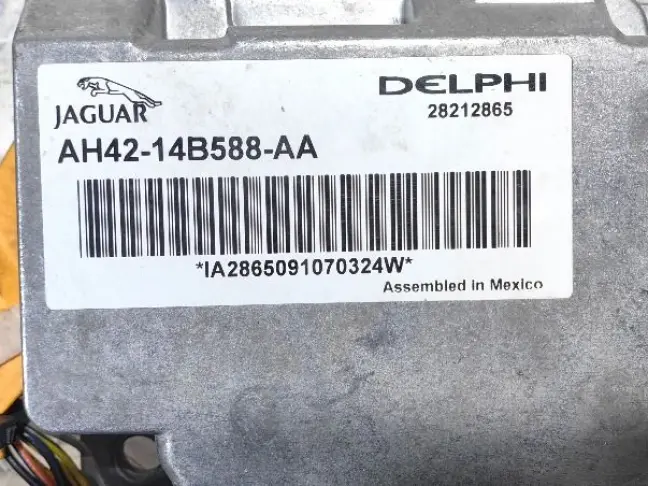 JAGUAR
DELPHI
28212865
AH42-14B588-AA
*IA2865091070324W*
Assembled in Mexico